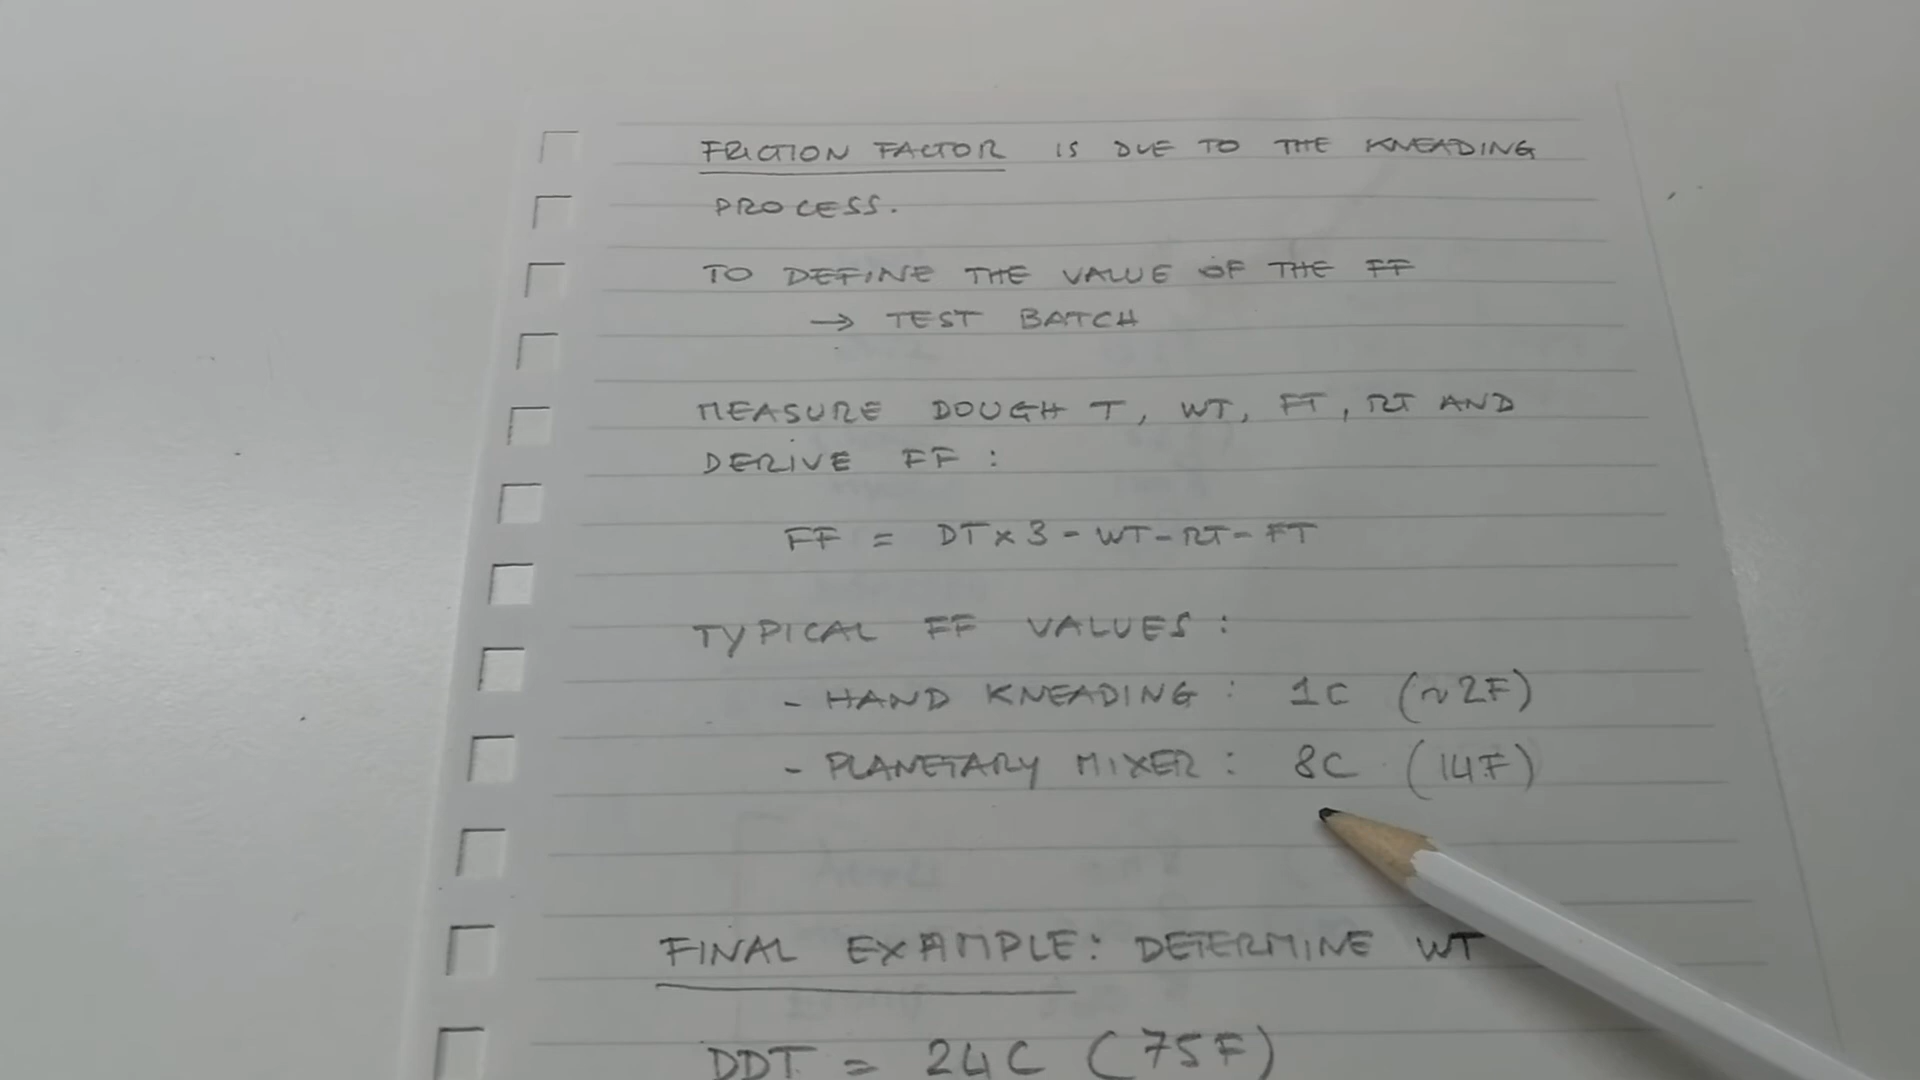 FRICTION FACTOR IS DUE TO THE KNEADING
PROCESS.
TO DEFINE THE VALUE OF THE FF
→ TEST BATCH
MEASURE DOUGH T, WT, FT, RT AND
DERIVE FF :
FF = DT x 3 - WT - RT - FT
TYPICAL FF VALUES :
- HAND KNEADING : 1C (~2F)
- PLANETARY MIXER : 8C (14F)
FINAL EXAMPLE : DETERMINE WT
DDT = 24C (75F)